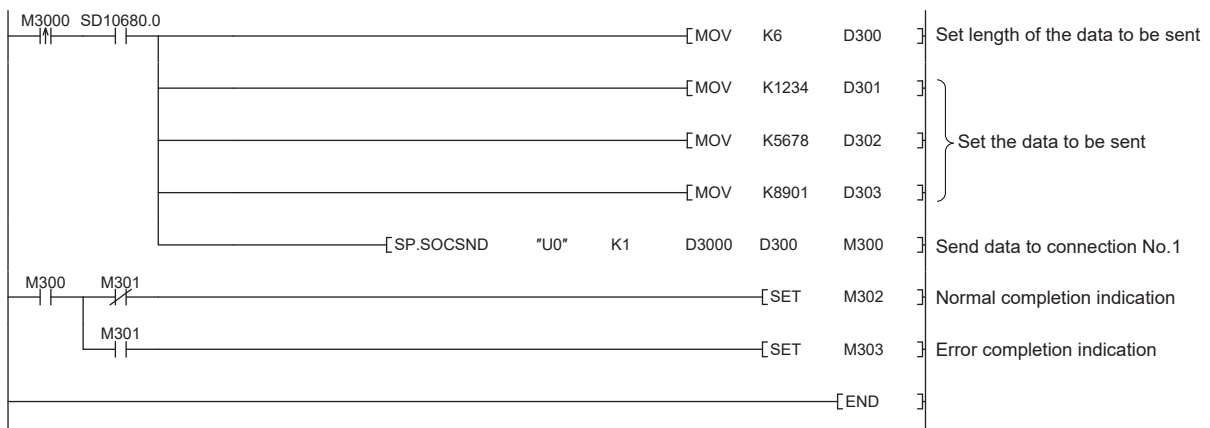 M3000 SD10680.0
MOV K6 D300 Set length of the data to be sent
MOV K1234 D301
MOV K5678 D302 Set the data to be sent
MOV K8901 D303
SP.SOCSND "U0" K1 D3000 D300 M300 Send data to connection No.1
M300 M301
SET M302 Normal completion indication
M301
SET M303 Error completion indication
END